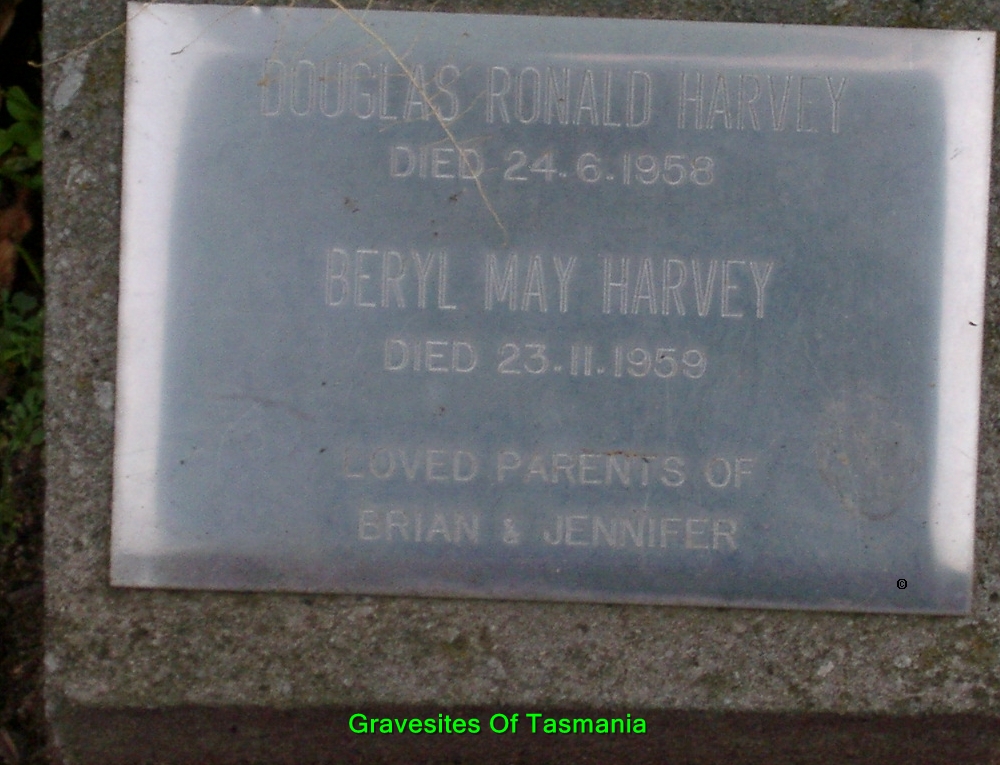 DOUGLAS RONALD HARVEY
DIED 24.6.1958
BERYL MAY HARVEY
DIED 23.11.1959
LOVED PARENTS OF
BRIAN & JENNIFER
©
Gravesites Of Tasmania